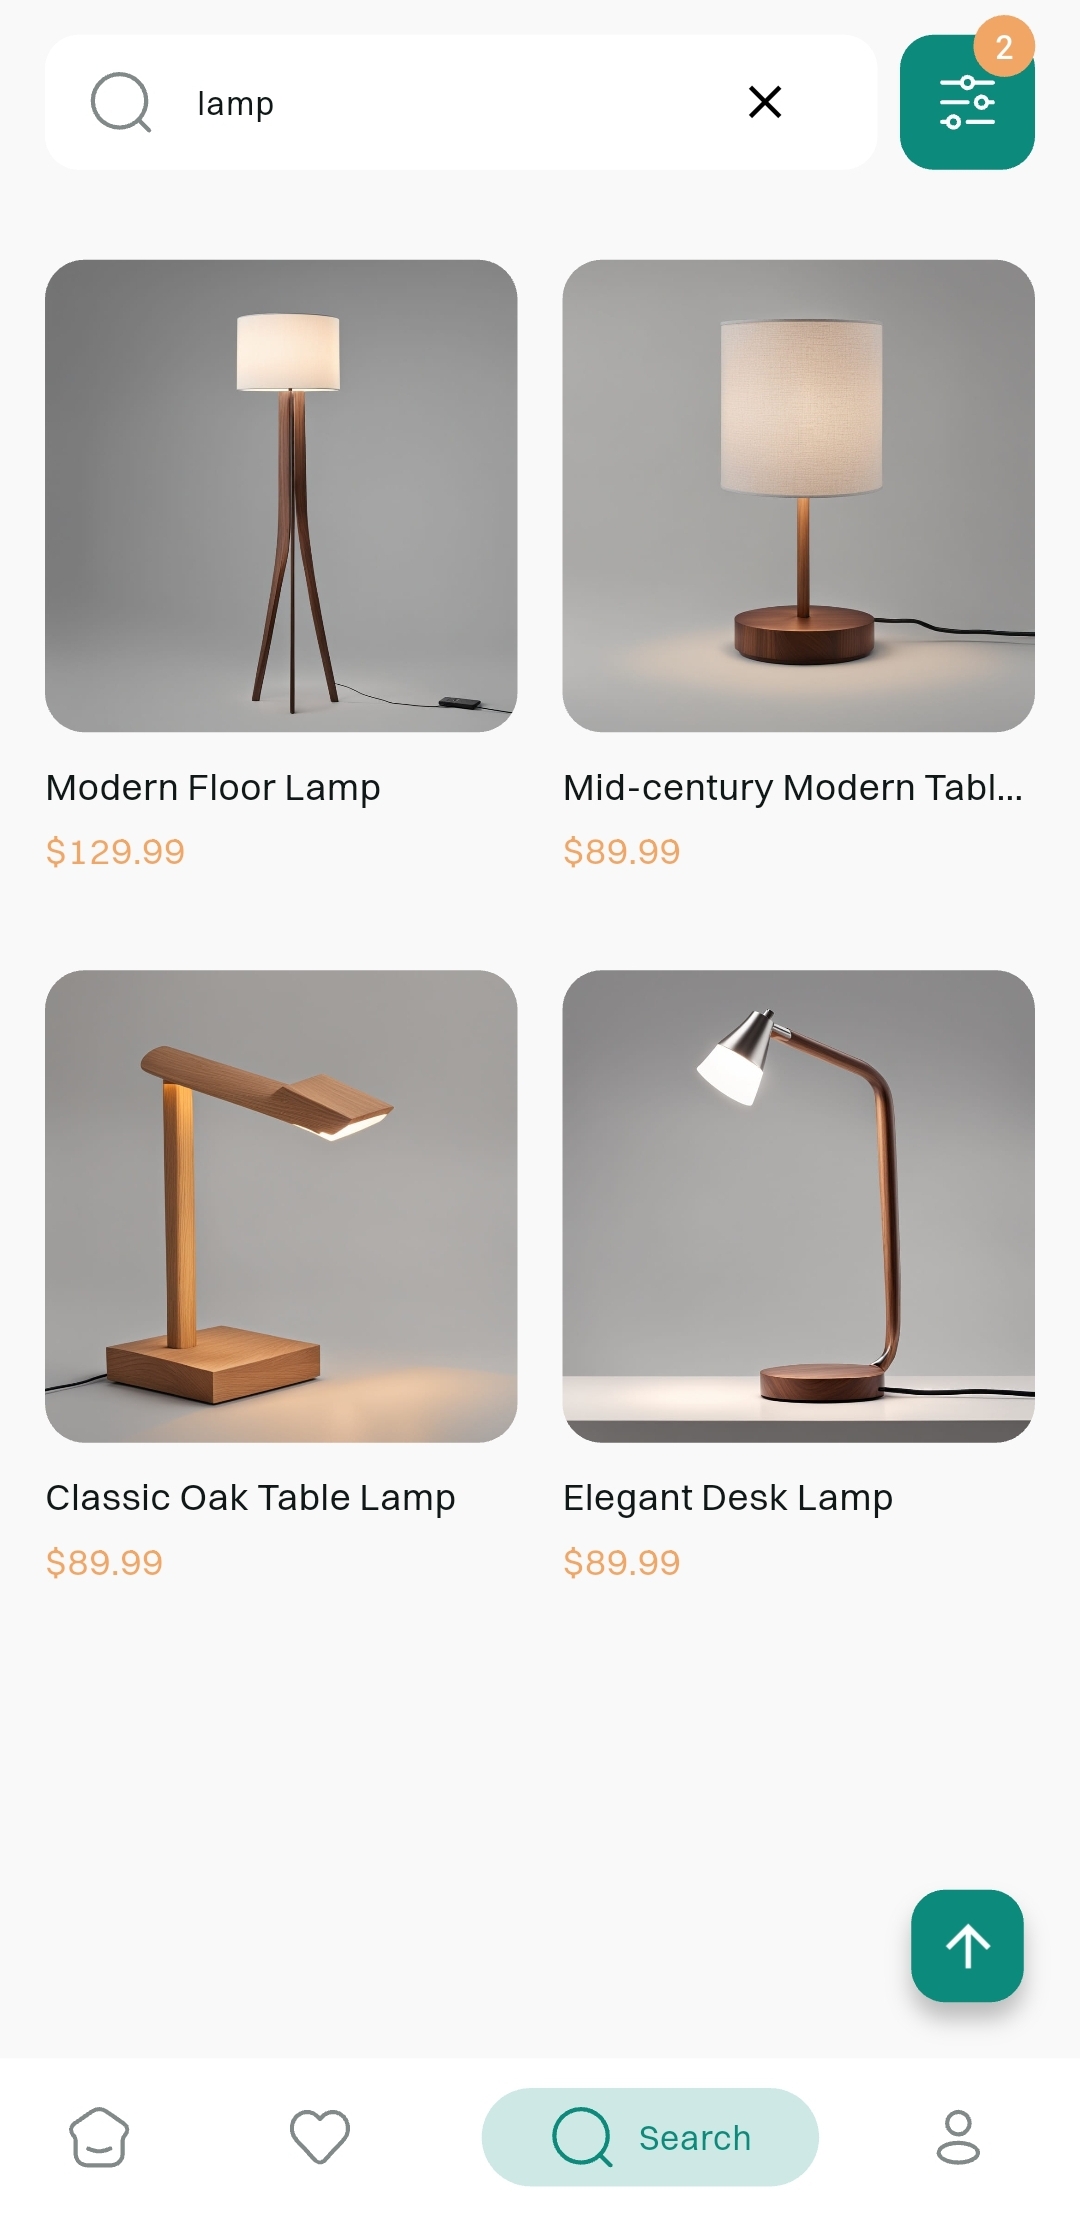 lamp
2
Modern Floor Lamp
$129.99
Mid-century Modern Tabl...
$89.99
Classic Oak Table Lamp
$89.99
Elegant Desk Lamp
$89.99
Search